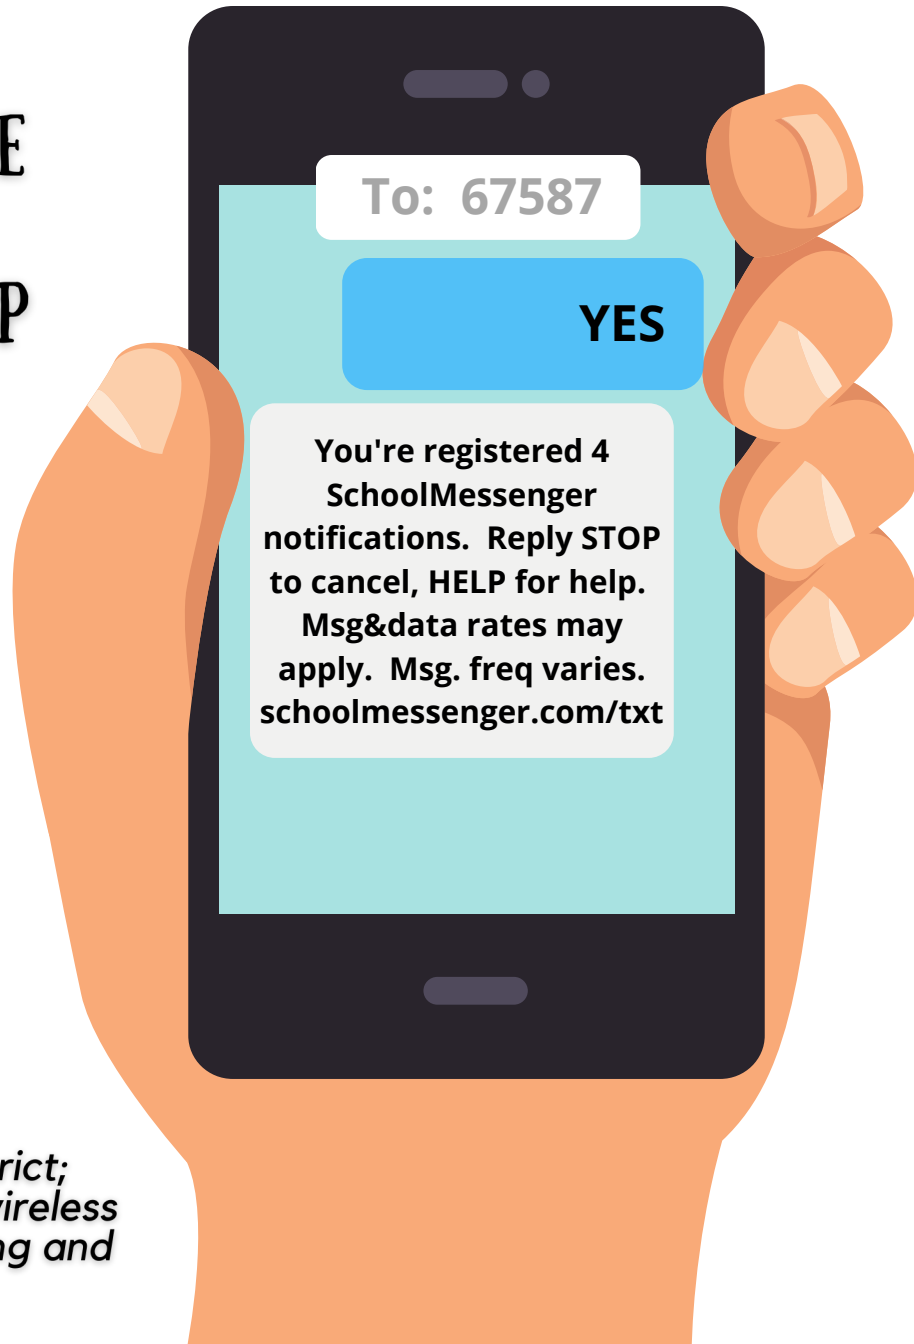 E
P
To: 67587
YES
You're registered 4
SchoolMessenger
notifications. Reply STOP
to cancel, HELP for help.
Msg&data rates may
apply. Msg. freq varies.
schoolmessenger.com/txt
rict;
ireless
ng and